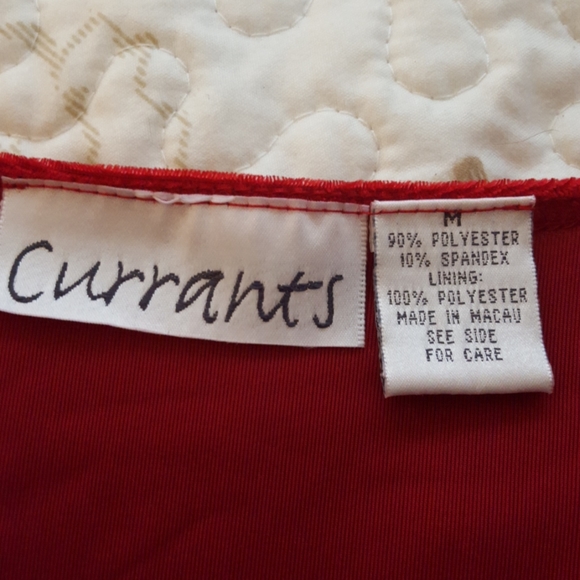 Currants
M
90% POLYESTER
10% SPANDEX
LINING:
100% POLYESTER
MADE IN MACAU
SEE SIDE
FOR CARE